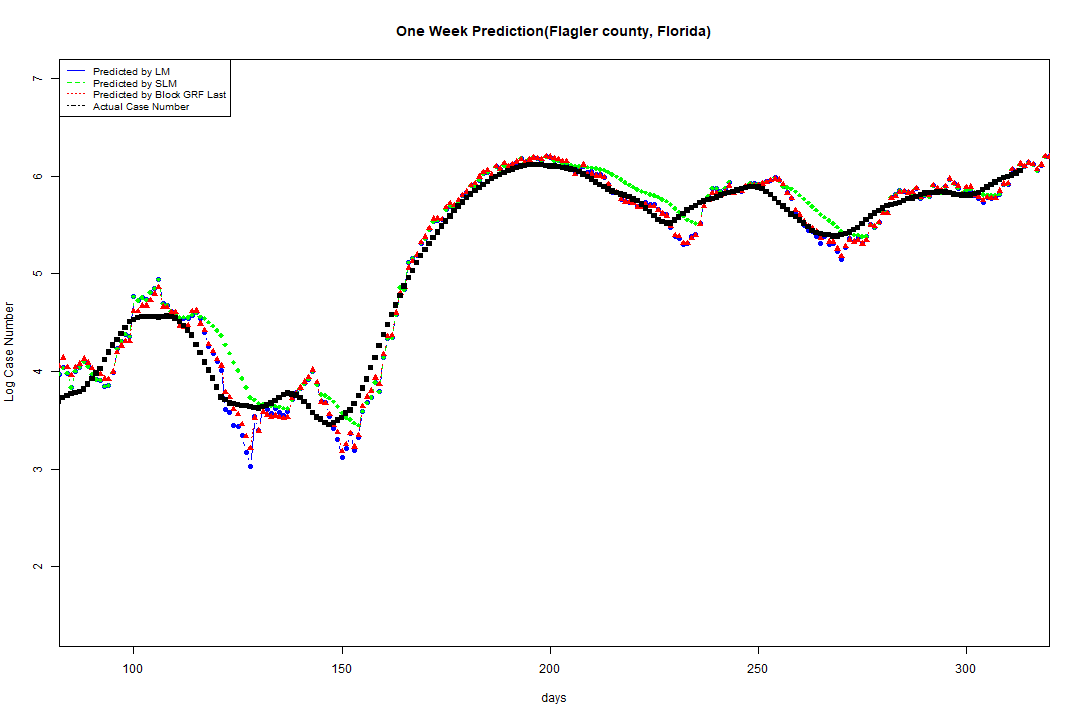 One Week Prediction(Flagler county, Florida)
Predicted by LM
Predicted by SLM
Predicted by Block GRF Last
Actual Case Number
7
6
5
4
3
2
Log Case Number
100 150 200 250 300
days